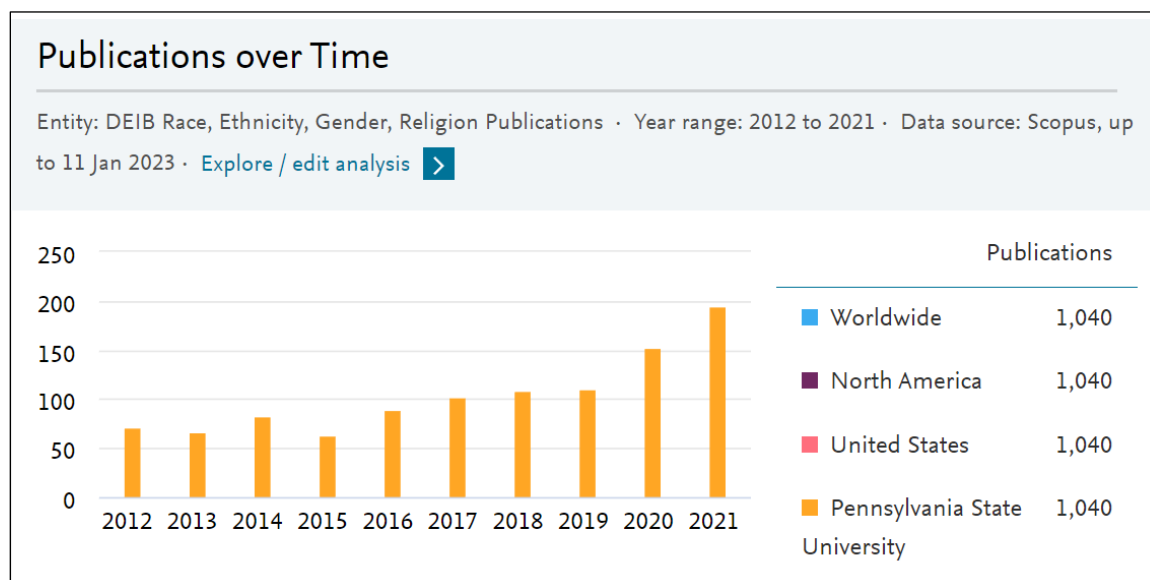 Publications over Time
Entity: DEIB Race, Ethnicity, Gender, Religion Publications · Year range: 2012 to 2021 · Data source: Scopus, up
to 11 Jan 2023 · Explore / edit analysis
250
200
150
100
50
0
2012 2013 2014 2015 2016 2017 2018 2019 2020 2021
Publications
Worldwide 1,040
North America 1,040
United States 1,040
Pennsylvania State 1,040
University